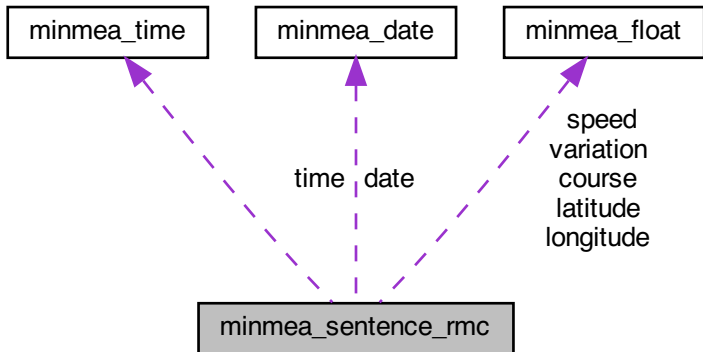 minmea_time
minmea_date
minmea_float
speed
variation
course
latitude
longitude
time
date
minmea_sentence_rmc